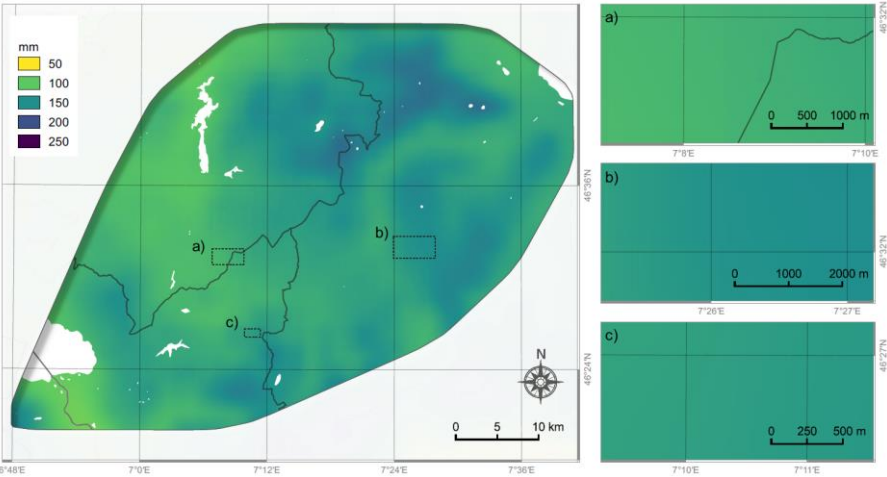 mm
50
100
150
200
250
a)
b)
c)
N
0 5 10 km
46°36'N
46°24'N
6°48'E
7°0'E
7°12'E
7°24'E
7°36'E
a)
0 500 1000 m
46°32'N
7°8'E
7°10'E
b)
0 1000 2000 m
46°32'N
7°26'E
7°27'E
c)
0 250 500 m
46°27'N
7°10'E
7°11'E